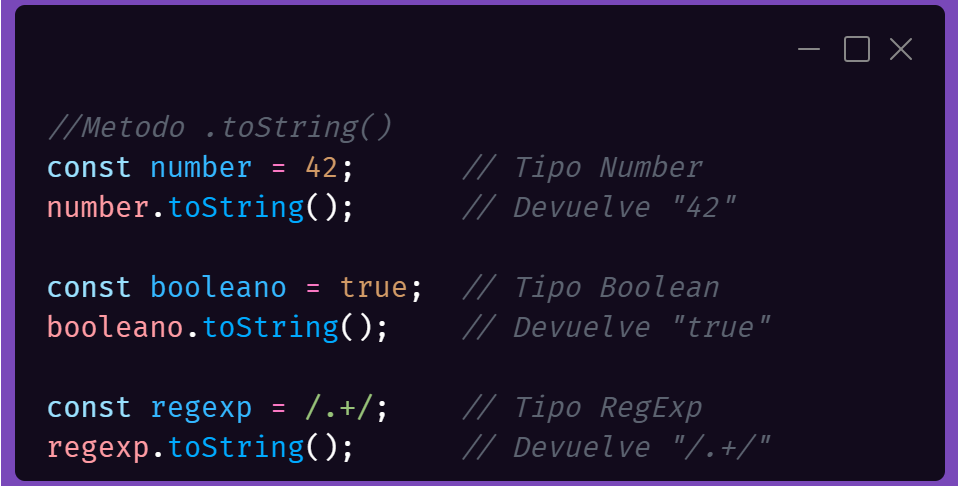 //Metodo .toString()
const number = 42; // Tipo Number
number.toString(); // Devuelve "42"
const booleano = true; // Tipo Boolean
booleano.toString(); // Devuelve "true"
const regexp = /.+/; // Tipo RegExp
regexp.toString(); // Devuelve "/.+/"